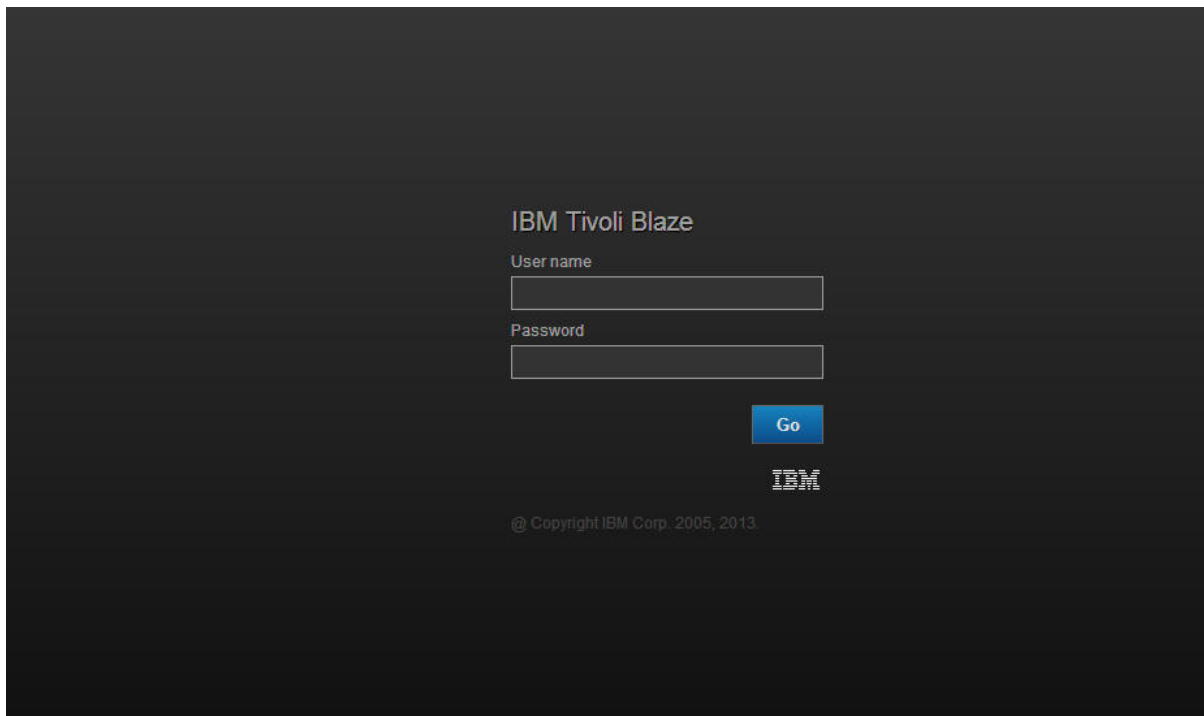 IBM Tivoli Blaze
User name
Password
Go
IBM
@ Copyright IBM Corp. 2005, 2013.